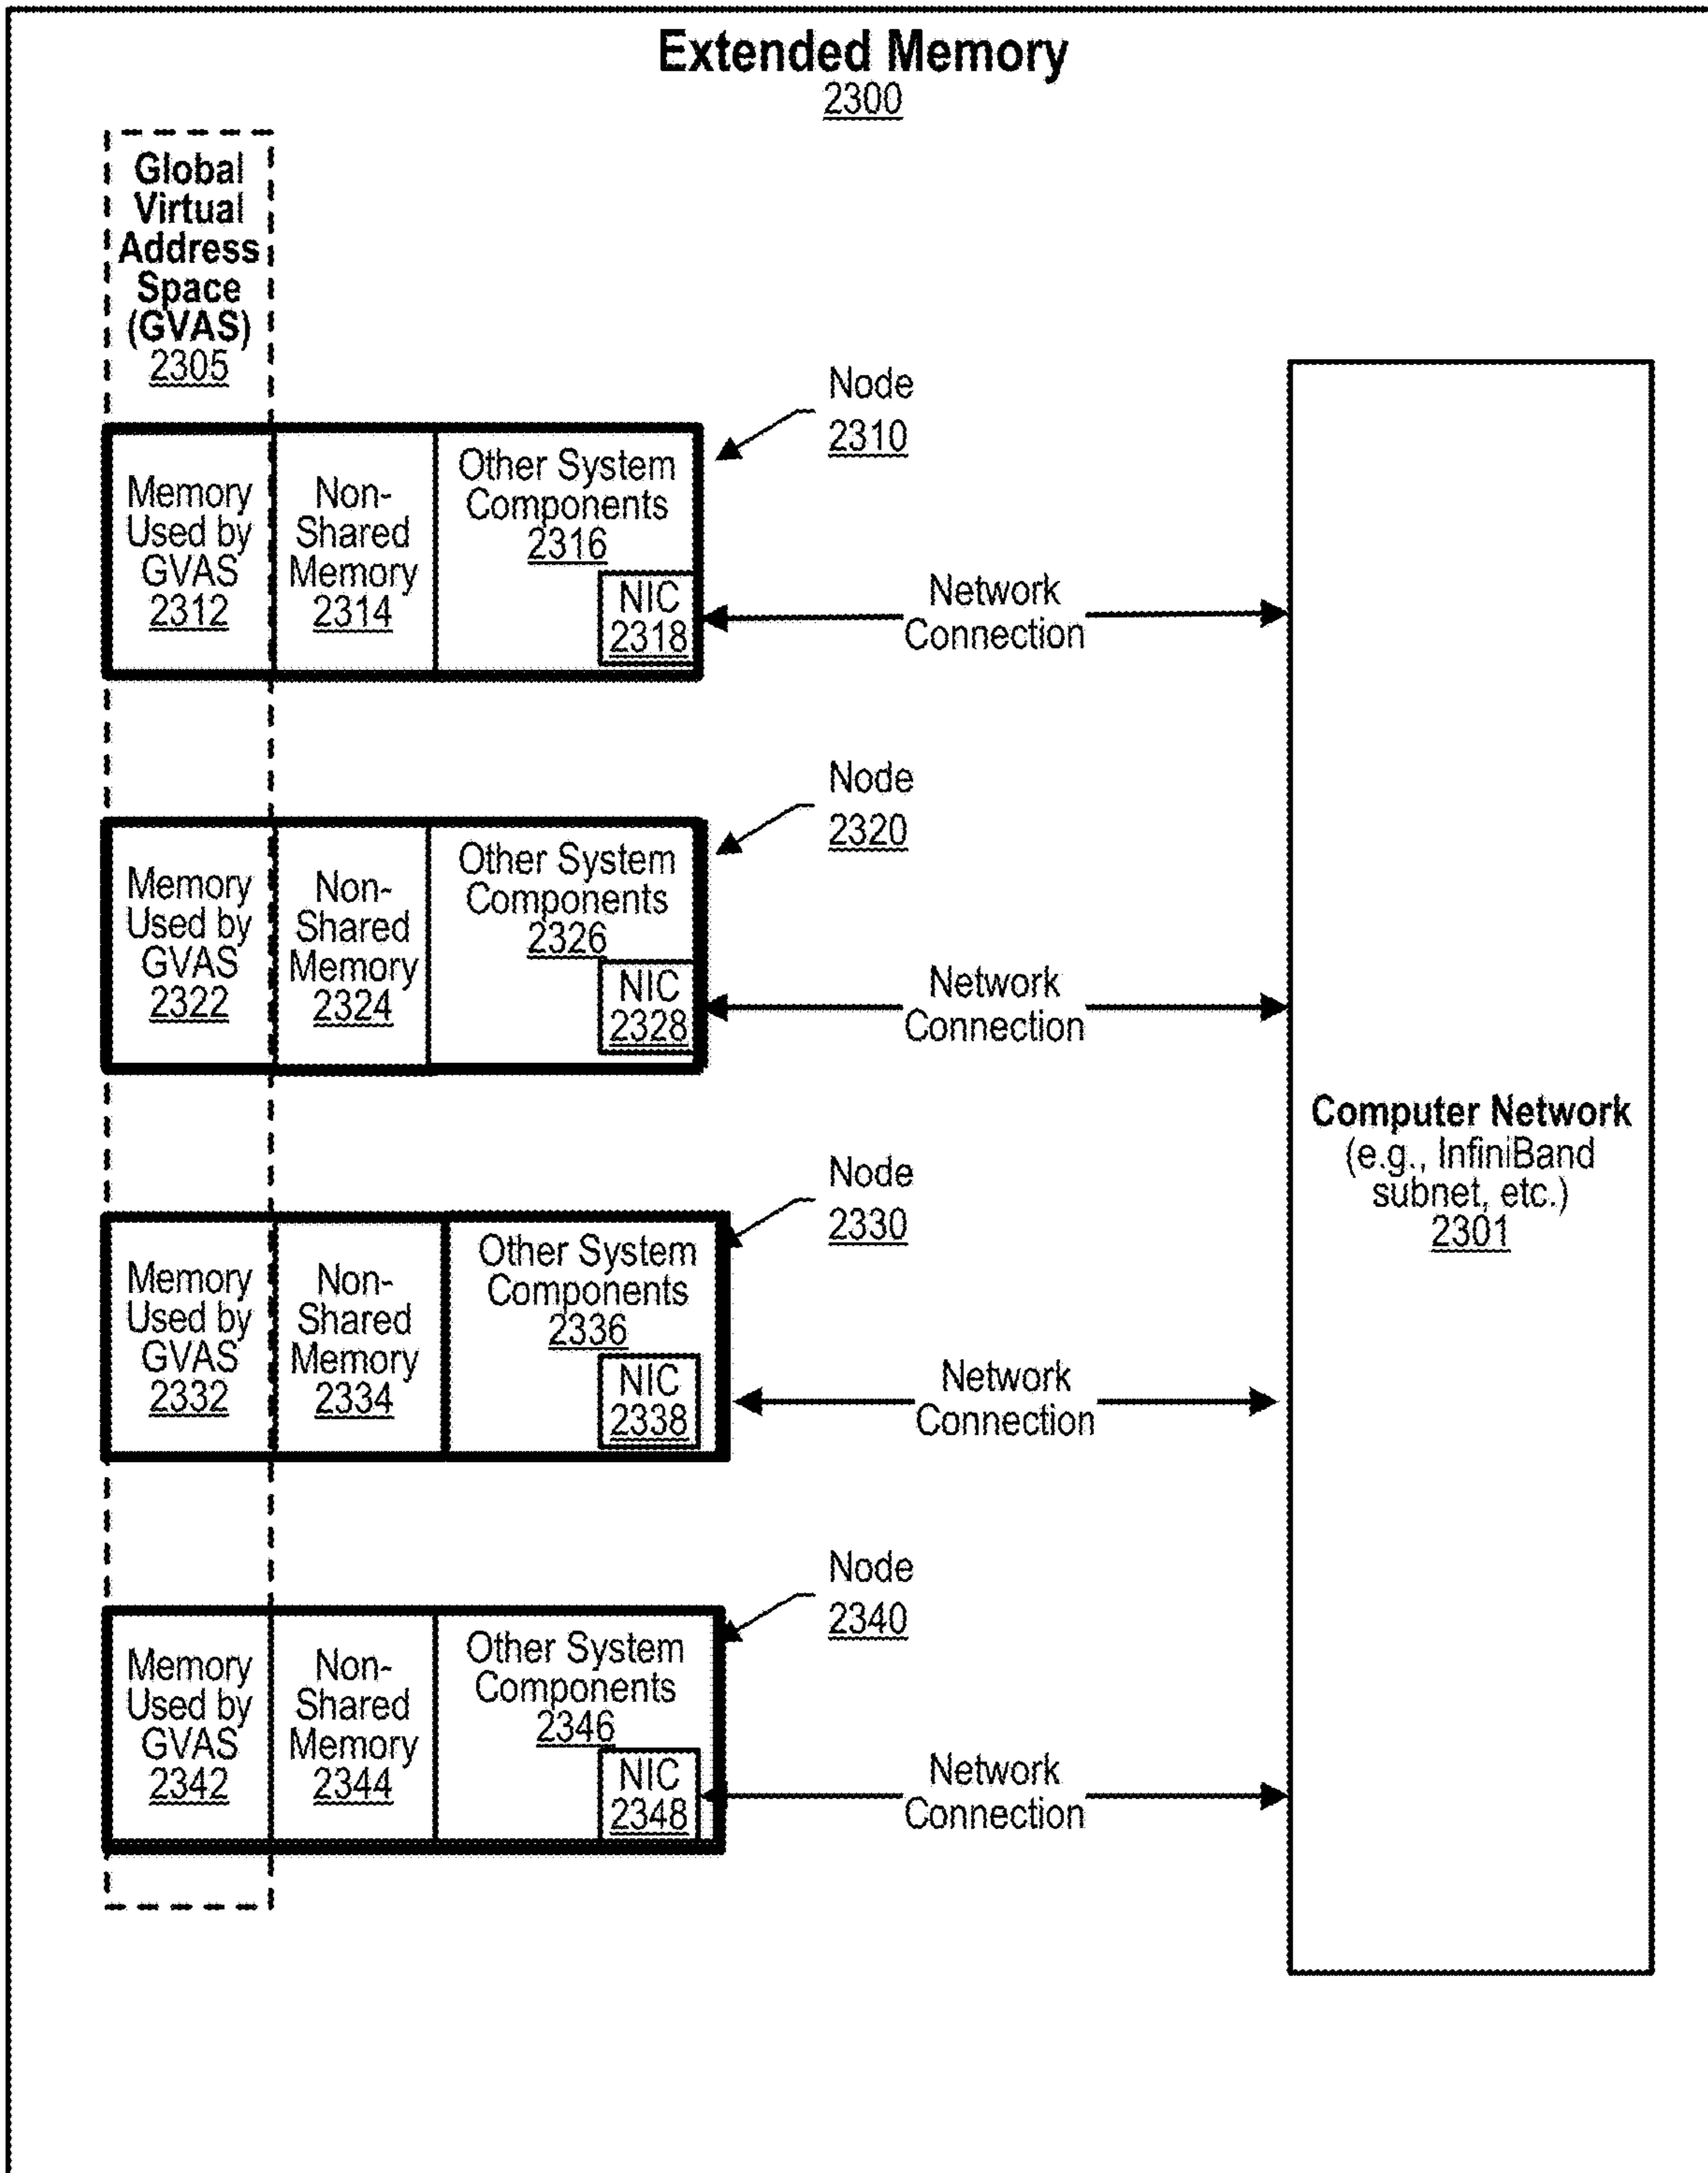 Extended Memory
2300
Global
Virtual
Address
Space
(GVAS)
2305
Node
2310
Memory
Used by
GVAS
2312
Non-
Shared
Memory
2314
Other System
Components
2316
NIC
2318
Network
Connection
Node
2320
Memory
Used by
GVAS
2322
Non-
Shared
Memory
2324
Other System
Components
2326
NIC
2328
Network
Connection
Computer Network
(e.g., InfiniBand
subnet, etc.)
2301
Node
2330
Memory
Used by
GVAS
2332
Non-
Shared
Memory
2334
Other System
Components
2336
NIC
2338
Network
Connection
Node
2340
Memory
Used by
GVAS
2342
Non-
Shared
Memory
2344
Other System
Components
2346
NIC
2348
Network
Connection